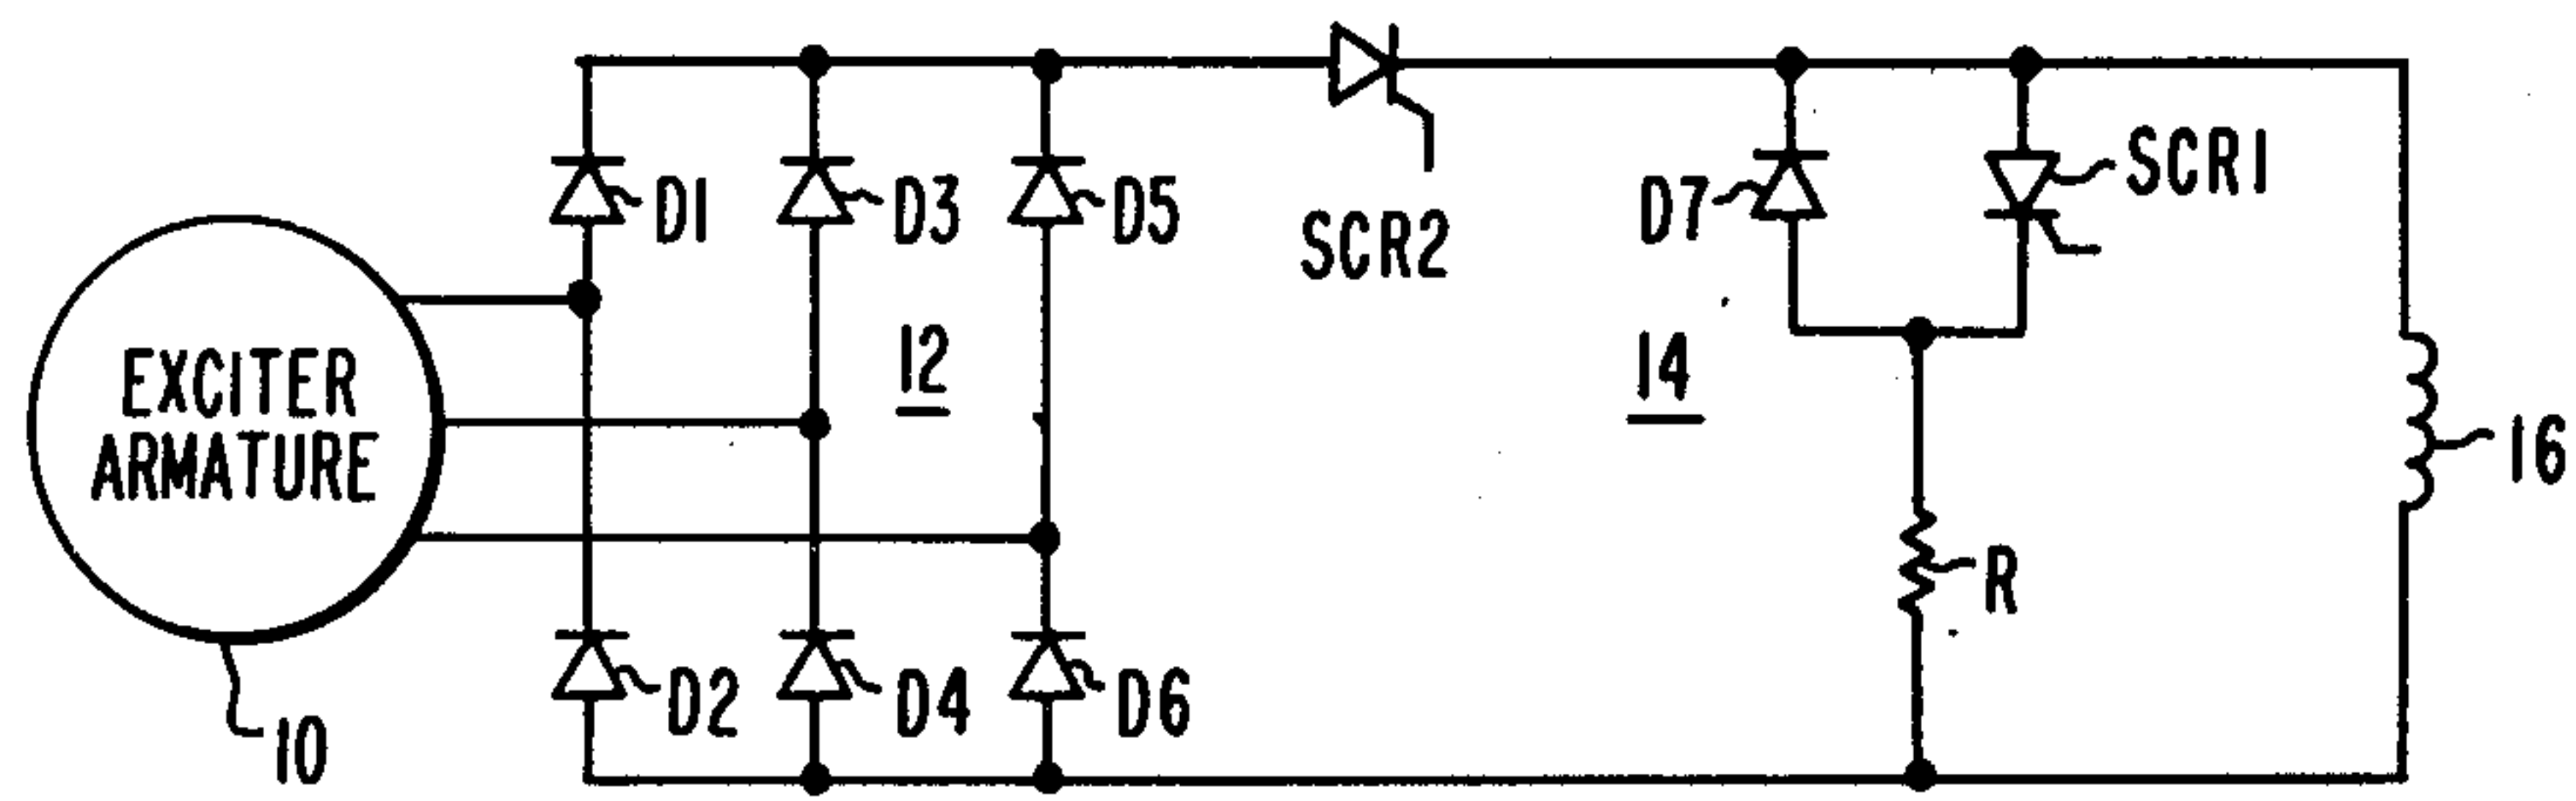 D1
D3
D5
SCR2
D7
SCR1
EXCITER
ARMATURE
12
14
16
R
D2
D4
D6
10